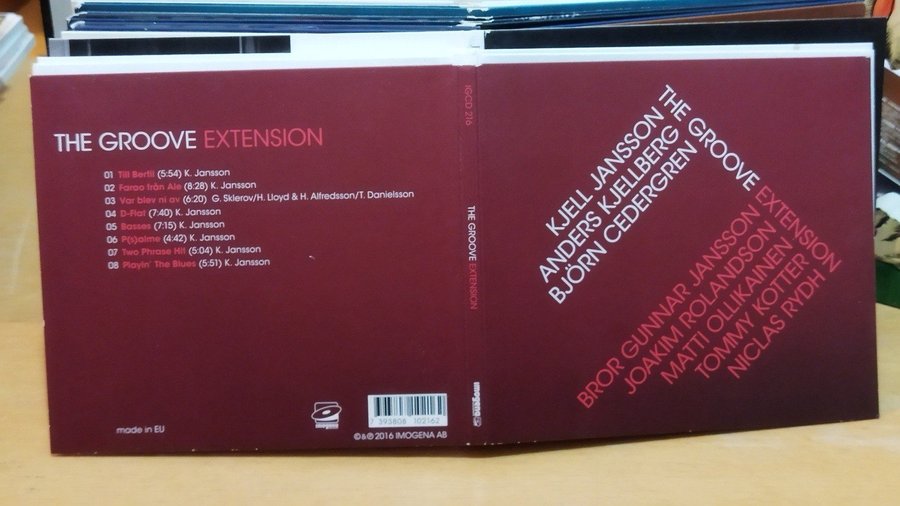 THE GROOVE EXTENSION
01 Till Bertil (5:54) K. Jansson
02 Farao från Ale (8:28) K. Jansson
03 Var blev ni av (6:20) G. Sklerov/H. Lloyd & H. Alfredsson/T. Danielsson
04 D-Flat (7:40) K. Jansson
05 Basses (7:15) K. Jansson
06 P(s)alme (4:42) K. Jansson
07 Two Phrase Hit (5:04) K. Jansson
08 Playin' The Blues (5:51) K. Jansson
made in EU
imogena
7 393808 102162
©&℗ 2016 IMOGENA AB
IGCD 216
THE GROOVE EXTENSION
imogena
THE GROOVE EXTENSION
KJELL JANSSON
ANDERS KJELLBERG
BJÖRN CEDERGREN
BROR GUNNAR JANSSON
JOAKIM ROLANDSON
MATTI OLLIKAINEN
TOMMY KOTTER
NICLAS RYDH